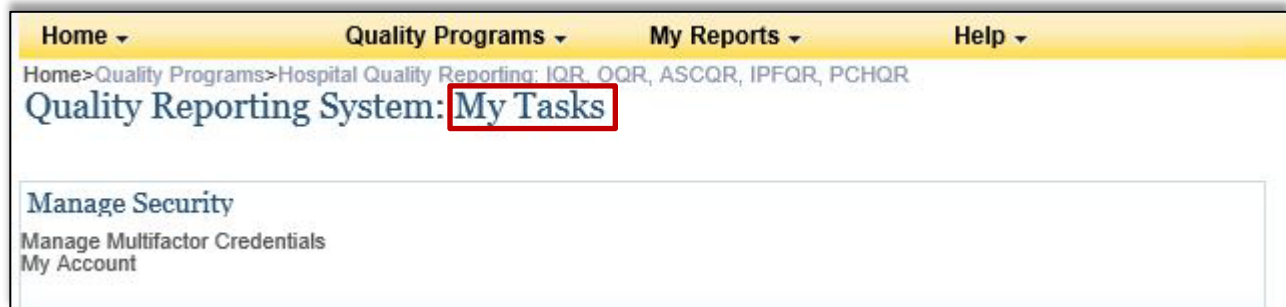 Home Quality Programs My Reports Help
Home>Quality Programs>Hospital Quality Reporting: IQR, OQR, ASCQR, IPFQR, PCHQR
Quality Reporting System: My Tasks
Manage Security
Manage Multifactor Credentials
My Account